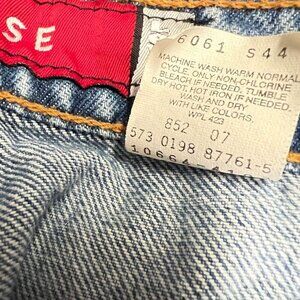 SE
6061 S44
MACHINE WASH WARM NORMAL
CYCLE, ONLY NON-CHLORINE
BLEACH IF NEEDED, TUMBLE
DRY HOT, HOT IRON IF NEEDED.
WASH AND DRY
WITH LIKE COLORS.
WPL 423
852 07
573 0198 87761-5
10664